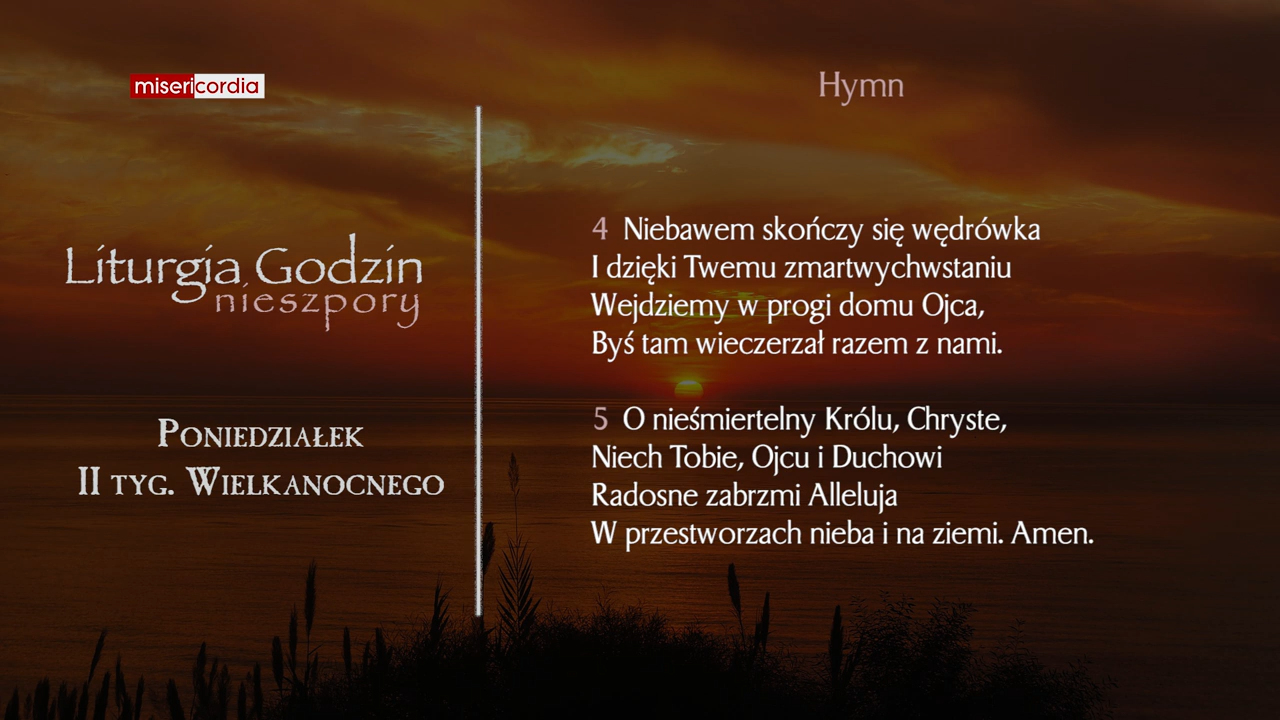 misericordia
Hymn
Liturgia Godzin
nieszpory
Poniedziałek
II tyg. Wielkanocnego
4 Niebawem skończy się wędrówka
I dzięki Twemu zmartwychwstaniu
Wejdziemy w progi domu Ojca,
Byś tam wieczerzał razem z nami.
5 O nieśmiertelny Królu, Chryste,
Niech Tobie, Ojcu i Duchowi
Radosne zabrzmi Alleluja
W przestworzach nieba i na ziemi. Amen.